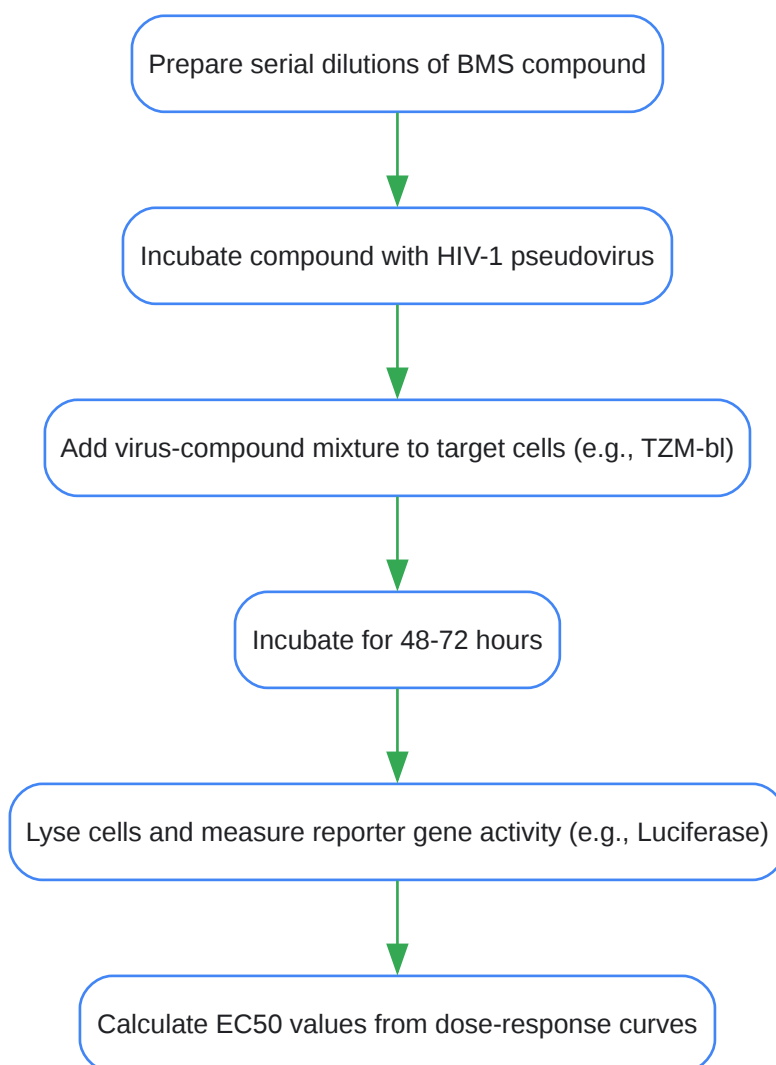 Prepare serial dilutions of BMS compound
Incubate compound with HIV-1 pseudovirus
Add virus-compound mixture to target cells (e.g., TZM-bl)
Incubate for 48-72 hours
Lyse cells and measure reporter gene activity (e.g., Luciferase)
Calculate EC50 values from dose-response curves